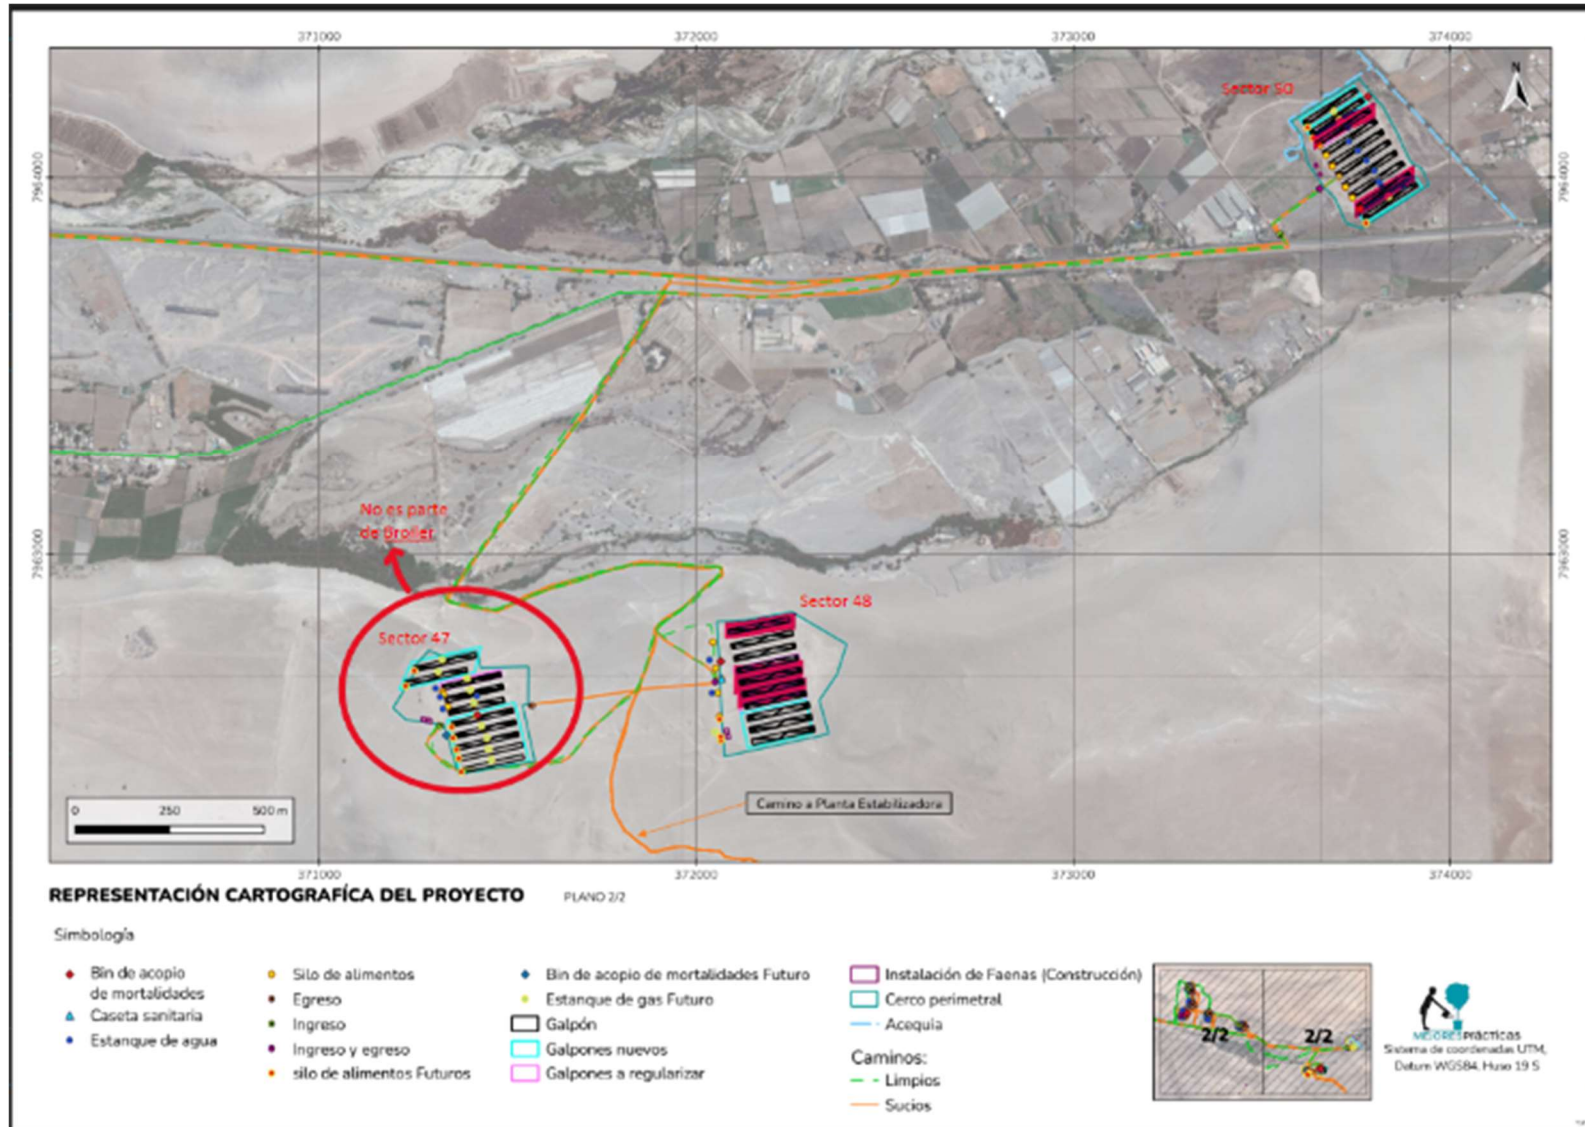 371000 372000 373000 374000
N
Sector 50
7964000 7964000
No es parte
de Broiler
7963000 7963000
Sector 48
Sector 47
0 250 500 m
Camino a Planta Estabilizadora
371000 372000 373000 374000
REPRESENTACIÓN CARTOGRAFÍCA DEL PROYECTO PLANO 2/2
Simbología
Bin de acopio
de mortalidades
Caseta sanitaria
Estanque de agua
Silo de alimentos
Egreso
Ingreso
Ingreso y egreso
silo de alimentos Futuros
Bin de acopio de mortalidades Futuro
Estanque de gas Futuro
Galpón
Galpones nuevos
Galpones a regularizar
Instalación de Faenas (Construcción)
Cerco perimetral
Acequia
Caminos:
Limpios
Sucios
2/2 2/2
MEJORESPRÁCTICAS
Sistema de coordenadas UTM,
Datum WGS84, Huso 19 S